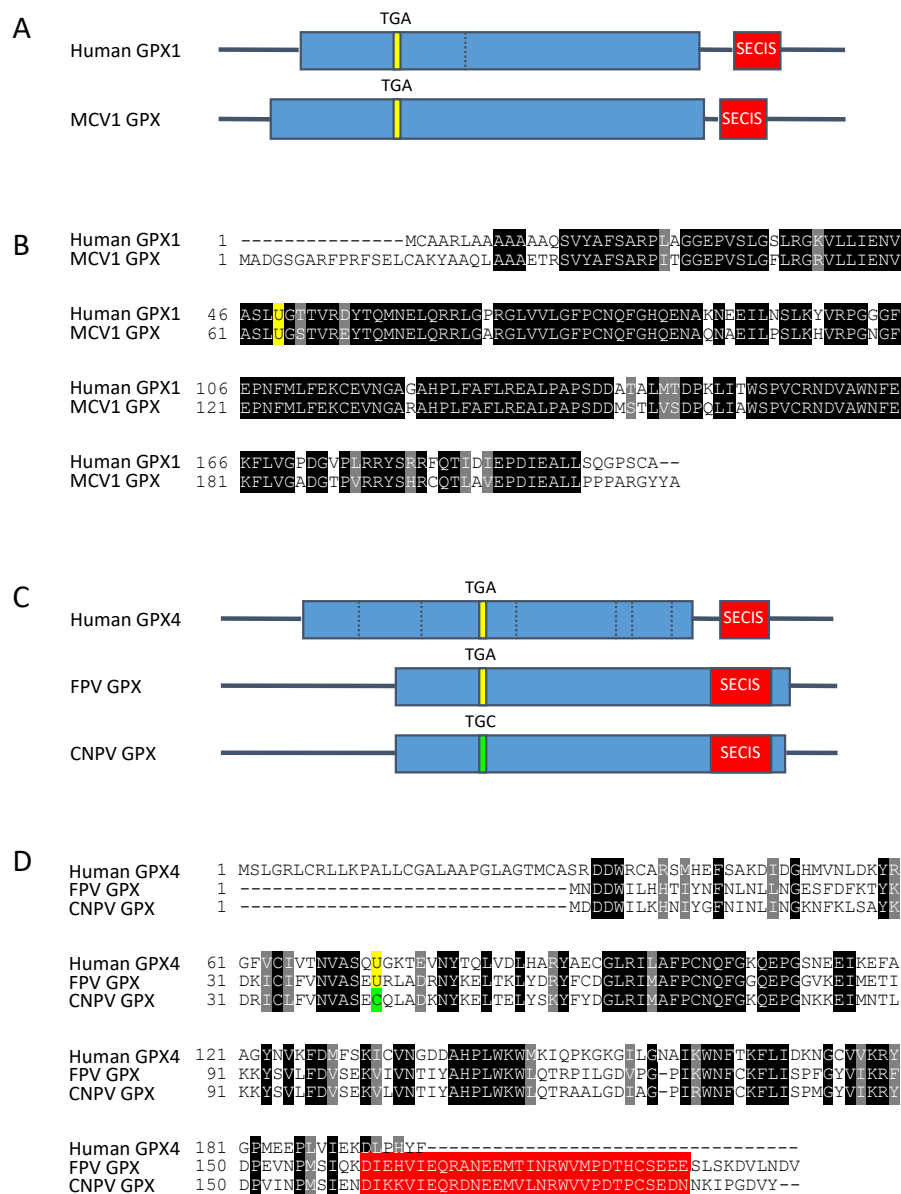 A
TGA
Human GPX1
SECIS
TGA
MCV1 GPX
SECIS
B
Human GPX1 1 ----------------MCAARLAAAAAAAQSVYAFSARPLAGGEPVSLGSLRGKVLLIENV
MCV1 GPX 1 MADGSGARFPRFSELCAKYAAQLAAAETRSVYAFSARPITGGEPVSLGFLRGRVLLIENV
Human GPX1 46 ASLUGTTVRDYTQMNELQRRLGPRGLVVLGFPCNQFGHQENAKNEEILNSLKYVRPGGGF
MCV1 GPX 61 ASLUGSTVREYTQMNELQRRLGARGLVVLGFPCNQFGHQENAQNAEILPSLKHVRPGNGF
Human GPX1 106 EPNFMLFEKCEVNGAGAHPLFAFLREALPAPSDDATALMTDPKLITWSPVCRNDVAWNFE
MCV1 GPX 121 EPNFMLFEKCEVNGARAHPLFAFLREALPAPSDDMSTLVSDPQLIAWSPVCRNDVAWNFE
Human GPX1 166 KFLVGPDGVPLRRYSRRFQTIDIEPDIEALLSQGPSCA--
MCV1 GPX 181 KFLVGADGTPVRRYSHRCQTLAVEPDIEALLPPPARGYYA
C
TGA
Human GPX4
SECIS
TGA
FPV GPX
SECIS
TGC
CNPV GPX
SECIS
D
Human GPX4 1 MSLGRLCRLLKPALLCGALAAPGLAGTMCASRDDWRCARSMHEFSAKDIDGHMVNLDKYR
FPV GPX 1 ------------------------------MNDDWILHHTIYNFNLNLLNGESFDFKTYK
CNPV GPX 1 ------------------------------MDDDWILKHNIYGFNINLINGKNFKLSAYK
Human GPX4 61 GFVCIVTNVASQUGKTEVNYTQLVDLHARYAECGLRILAFPCNQFGKQEPGSNEEIKEFA
FPV GPX 31 DKICIFVNVASEURLADRNYKELTKLYDRYFCDGLRIMAFPCNQFGGQEPGGVKEIMETI
CNPV GPX 31 DRICLFVNVASECQLADKNYKELTELYSKYFYDGLRIMAFPCNQFGKQEPGNKKEIMNTL
Human GPX4 121 AGYNVKFDMFSKICVNGDDAHPLWKWMKIQPKGKGILGNAIKWNFTKFLIDKNGCVVKRY
FPV GPX 91 KKYSVLFDVSEKVIVNTIYAHPLWKWLQTRPILGDVPG-PIKWNFCKFLISPFGYVIKRF
CNPV GPX 91 KKYSVLFDVSEKVLVNTIYAHPLWKWLQTRAALGDIAG-PIRWNFCKFLISPMGYVIKRY
Human GPX4 181 GPMEEPLVIEKDLPHYF----------------------------------
FPV GPX 150 DPEVNPMSIQKDIEHVIEQRANEEMTINRWVMPDTHCSEEESLSKDVLNDV
CNPV GPX 150 DPVINPMSIENDIKKVIEQRDNEEMVLNRWVVPDTPCSEDNNKIPGDVY--